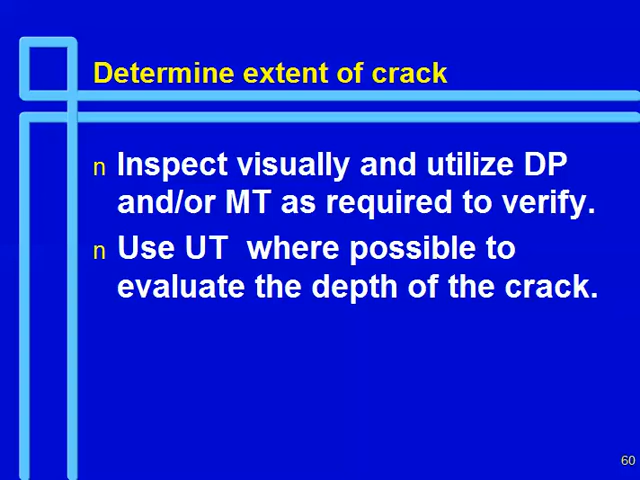 Determine extent of crack
n Inspect visually and utilize DP
and/or MT as required to verify.
n Use UT  where possible to
evaluate the depth of the crack.
60